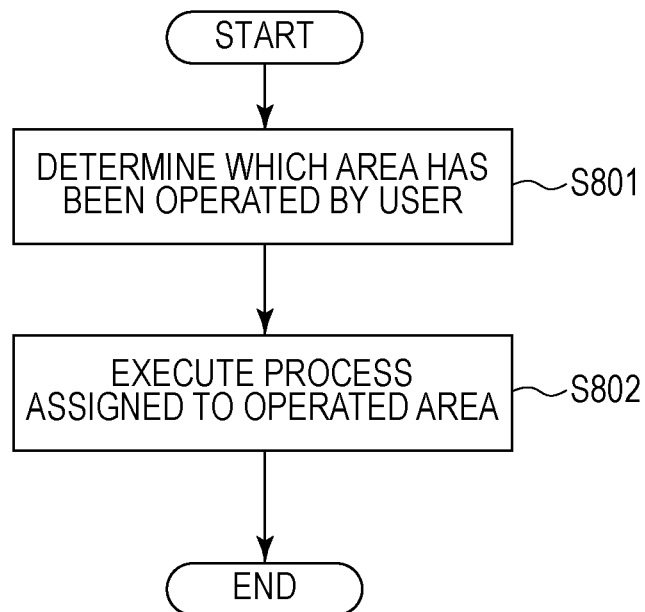 START
DETERMINE WHICH AREA HAS
BEEN OPERATED BY USER
S801
EXECUTE PROCESS
ASSIGNED TO OPERATED AREA
S802
END